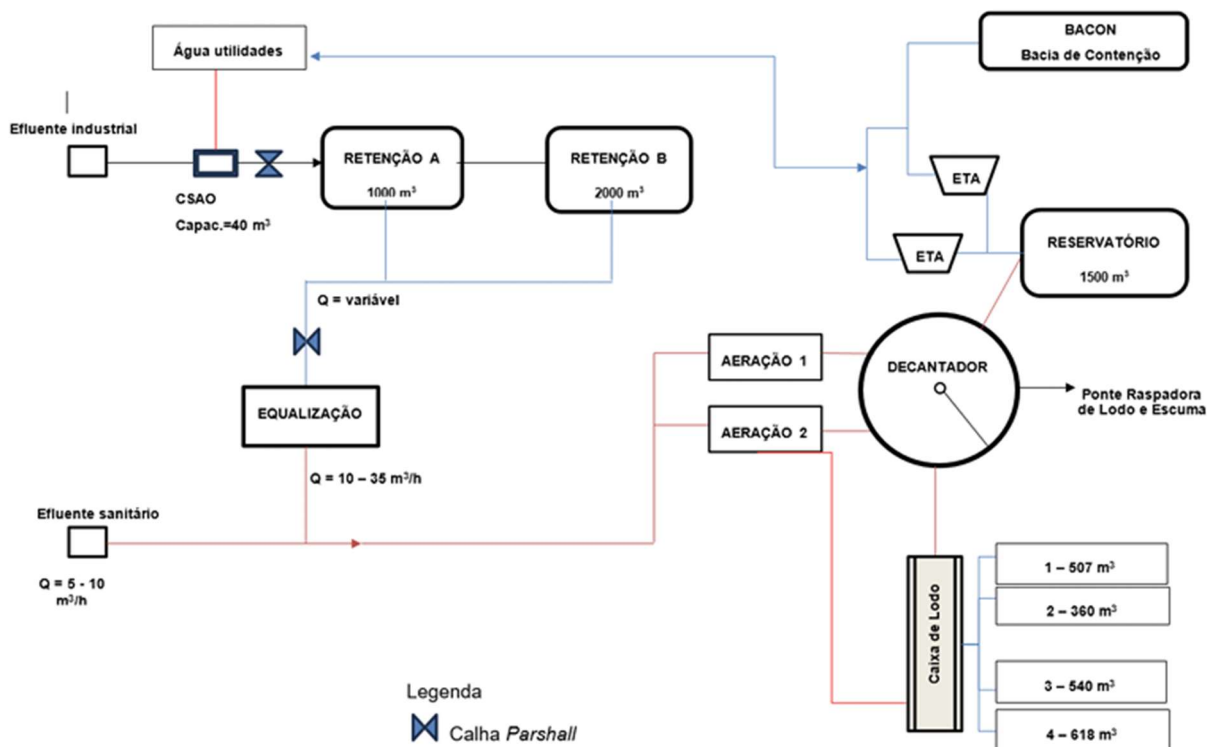 Água utilidades
BACON
Bacia de Contenção
Efluente industrial
RETENÇÃO A
1000 m³
RETENÇÃO B
2000 m³
ETA
CSAO
Capac.=40 m³
ETA
RESERVATÓRIO
1500 m³
Q = variável
AERAÇÃO 1
DECANTADOR
Ponte Raspadora
de Lodo e Escuma
EQUALIZAÇÃO
AERAÇÃO 2
Q = 10 – 35 m³/h
Efluente sanitário
Q = 5 - 10
m³/h
Caixa de Lodo
1 – 507 m³
2 – 360 m³
3 – 540 m³
4 – 618 m³
Legenda
Calha Parshall